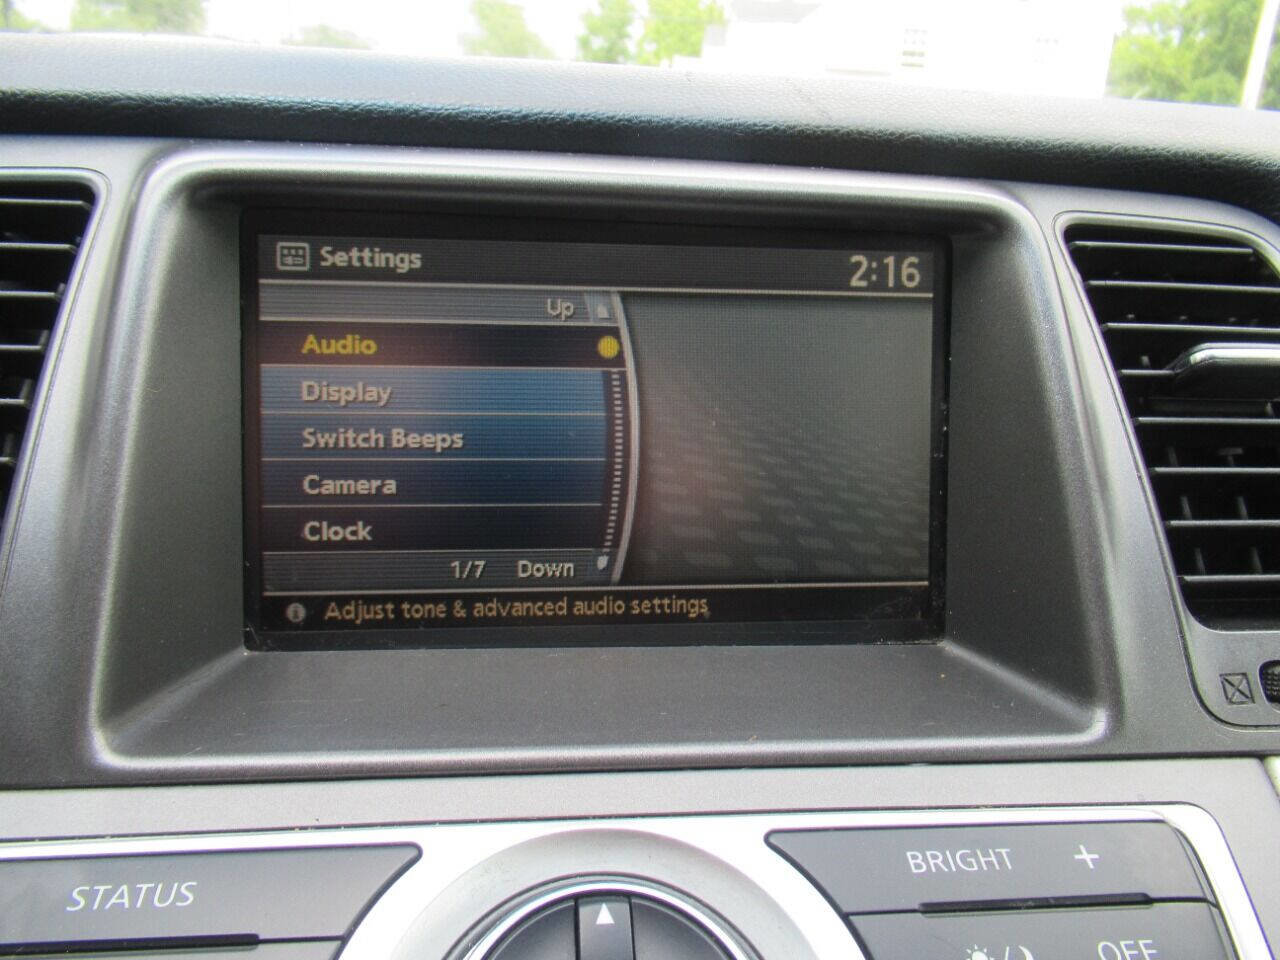 Settings
2:16
Up
Audio
Display
Switch Beeps
Camera
Clock
1/7 Down
Adjust tone & advanced audio settings
STATUS
BRIGHT +
OFF